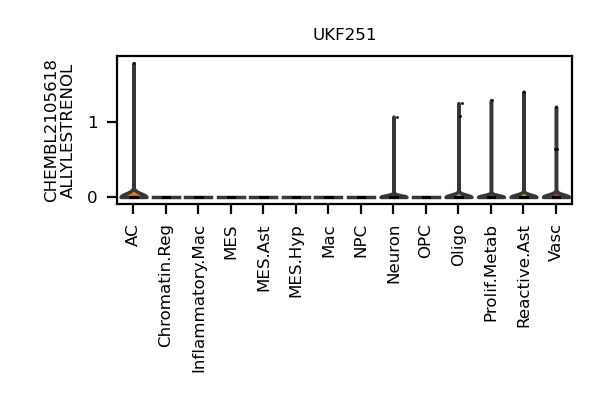 UKF251
CHEMBL2105618
ALLYLESTRENOL
1
0
AC
Chromatin.Reg
Inflammatory.Mac
MES
MES.Ast
MES.Hyp
Mac
NPC
Neuron
OPC
Oligo
Prolif.Metab
Reactive.Ast
Vasc